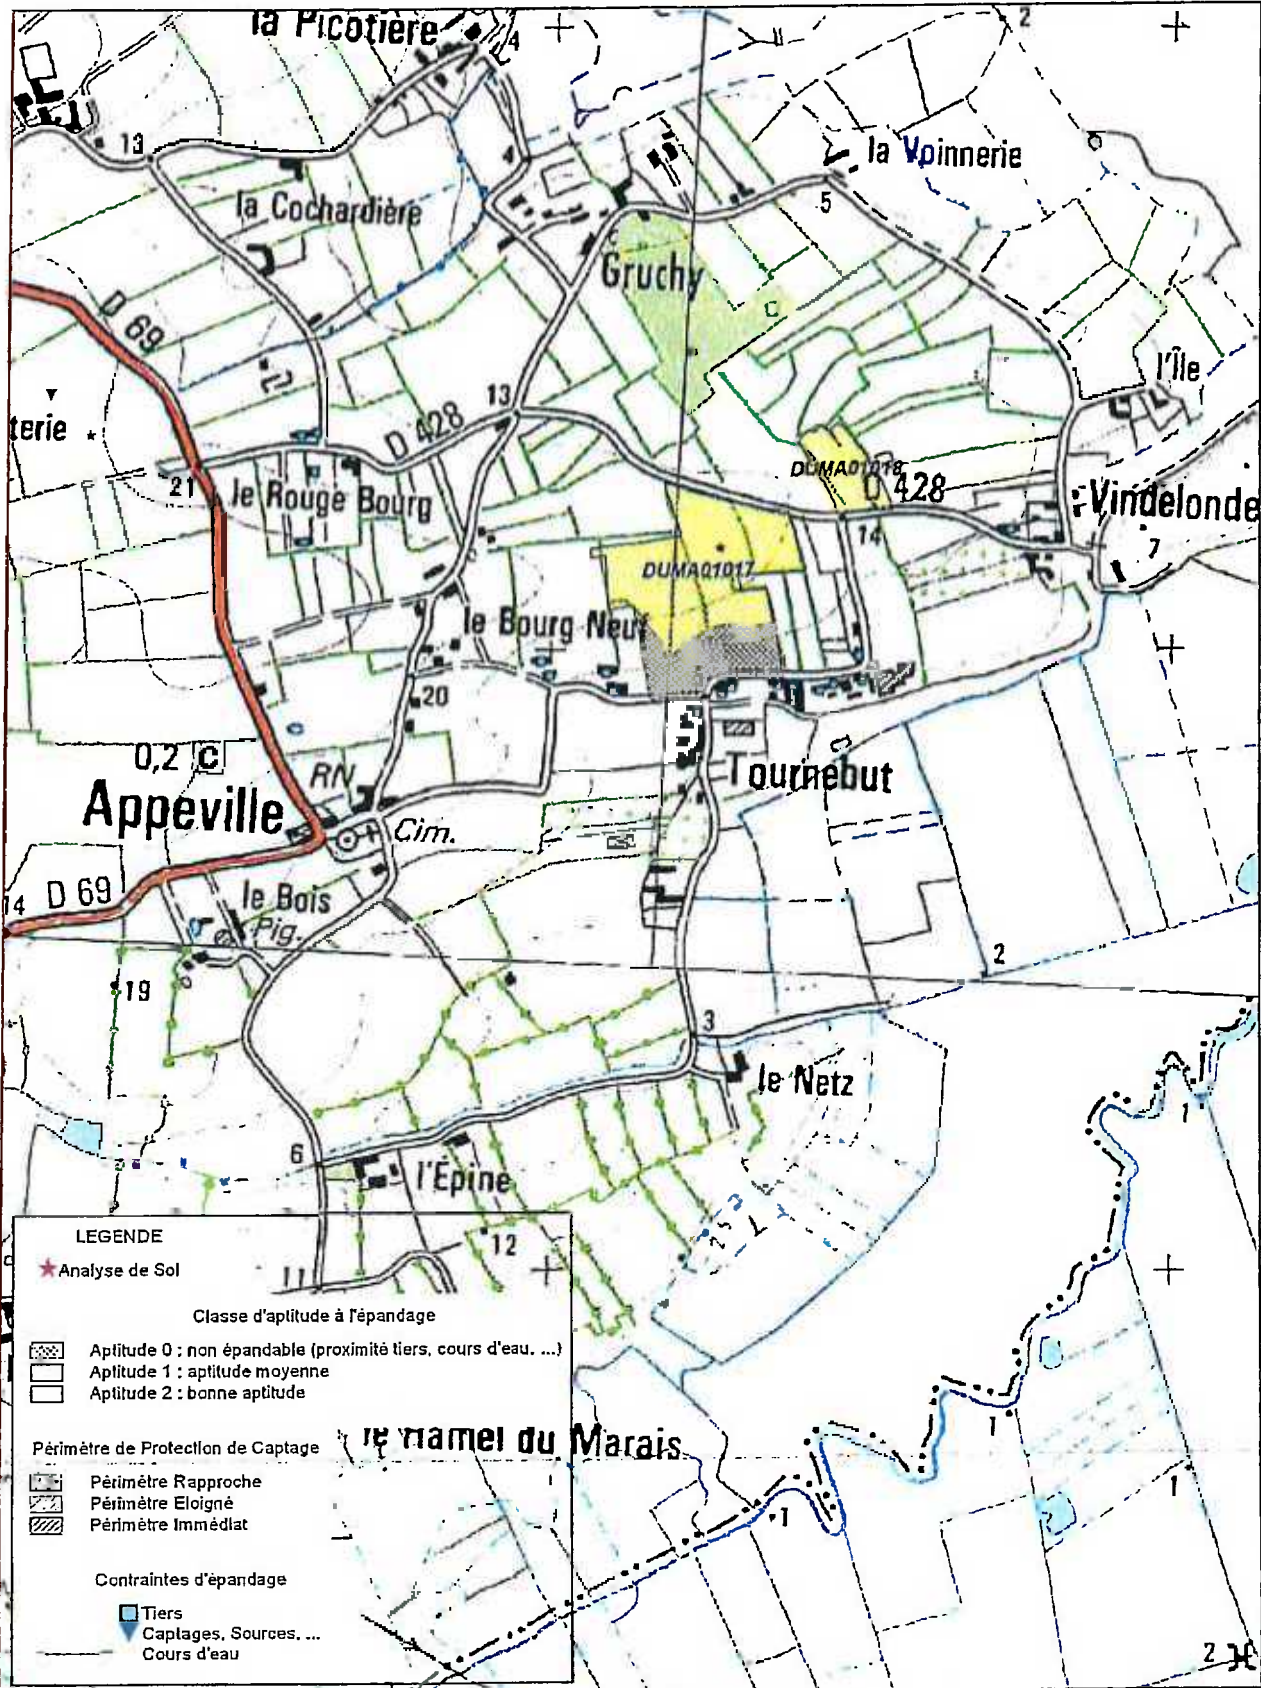 la Picotière
4
2
13
4
la Voinnerie
5
la Cochardière
Gruchy
D 69
C
l'Île
13
terie
D 428
DUMA01018
D 428
21
le Rouge Bourg
Vindelonde
14
7
DUMA01017
le Bourg Neuf
20
0,2 C
RN
Tournebut
Appeville
Cim.
14
D 69
le Bois
Pig.
2
19
3
le Netz
1
6
l'Épine
12
11
LEGENDE
Analyse de Sol
Classe d'aptitude à l'épandage
Aptitude 0 : non épandable (proximité tiers, cours d'eau, ...)
Aptitude 1 : aptitude moyenne
Aptitude 2 : bonne aptitude
1
le Hamel du Marais
Périmètre de Protection de Captage
Périmètre Rapproche
Périmètre Eloigné
Périmètre Immédiat
1
1
Contraintes d'épandage
Tiers
Captages, Sources, ...
Cours d'eau
2